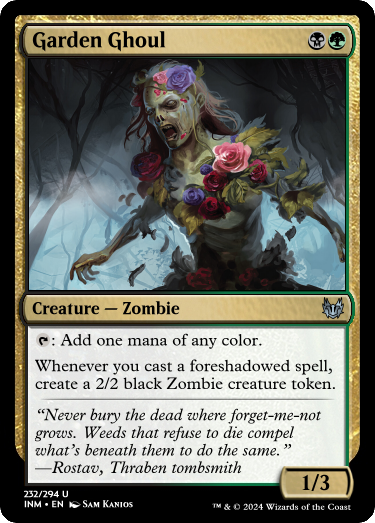 Garden Ghoul
Creature — Zombie
: Add one mana of any color.
Whenever you cast a foreshadowed spell,
create a 2/2 black Zombie creature token.
“Never bury the dead where forget-me-not
grows. Weeds that refuse to die compel
what’s beneath them to do the same.”
—Rostav, Thraben tombsmith
1/3
232/294 U
INM • EN Sam Kanios
™ & © 2024 Wizards of the Coast